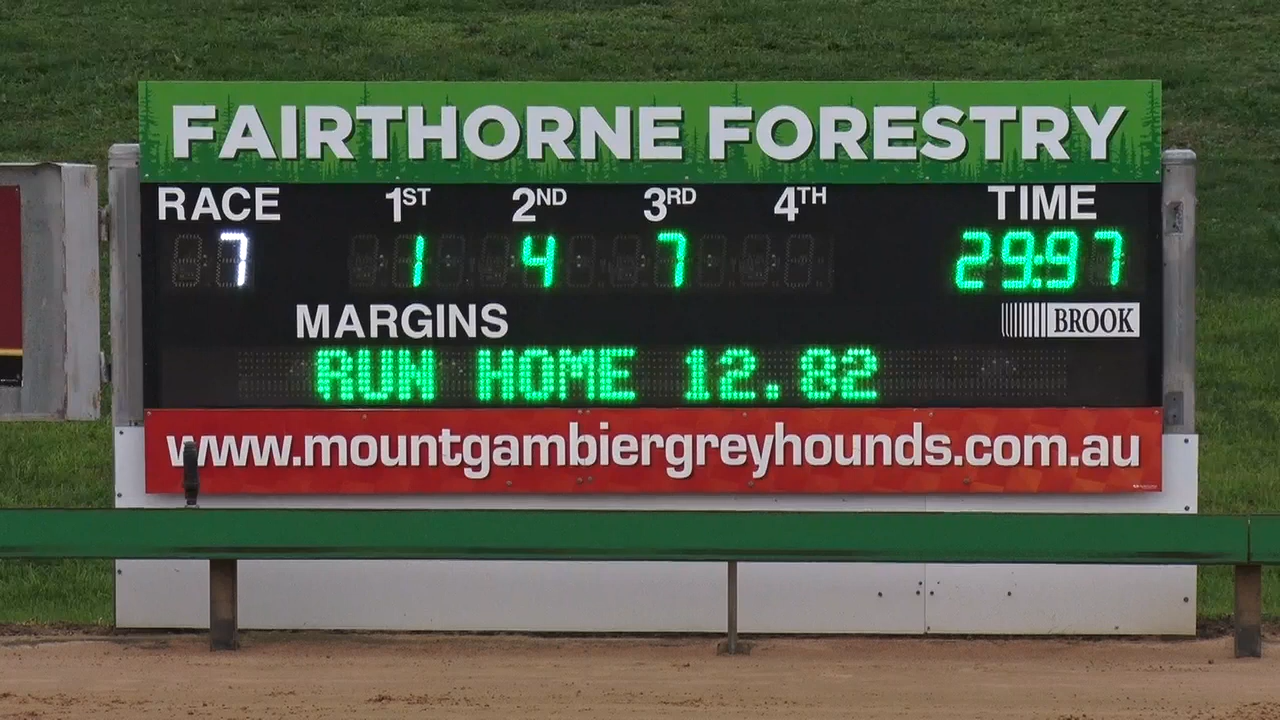 FAIRTHORNE FORESTRY
RACE 1ST 2ND 3RD 4TH TIME
7 1 4 7 29:97
MARGINS BROOK
RUN HOME 12.82
www.mountgambiergreyhounds.com.au